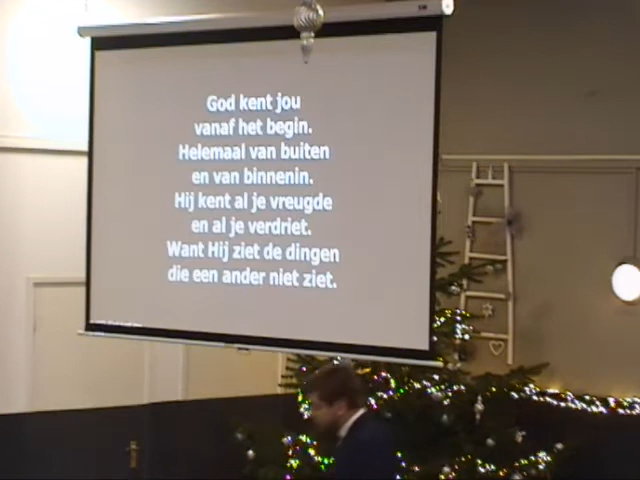 God kent jou
vanaf het begin.
Helemaal van buiten
en van binnenin.
Hij kent al je vreugde
en al je verdriet.
Want Hij ziet de dingen
die een ander niet ziet.